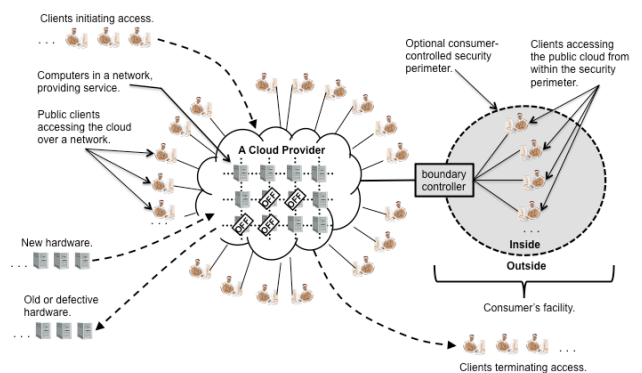 Clients initiating access.
. . .
Computers in a network,
providing service.
Public clients
accessing the cloud
over a network.
. . .
New hardware.
. . .
Old or defective
hardware.
. . .
A Cloud Provider
OFF OFF
OFF OFF
Optional consumer-
controlled security
perimeter.
Clients accessing
the public cloud from
within the security
perimeter.
boundary
controller
. . .
Inside
Outside
Consumer's facility.
. . .
Clients terminating access.